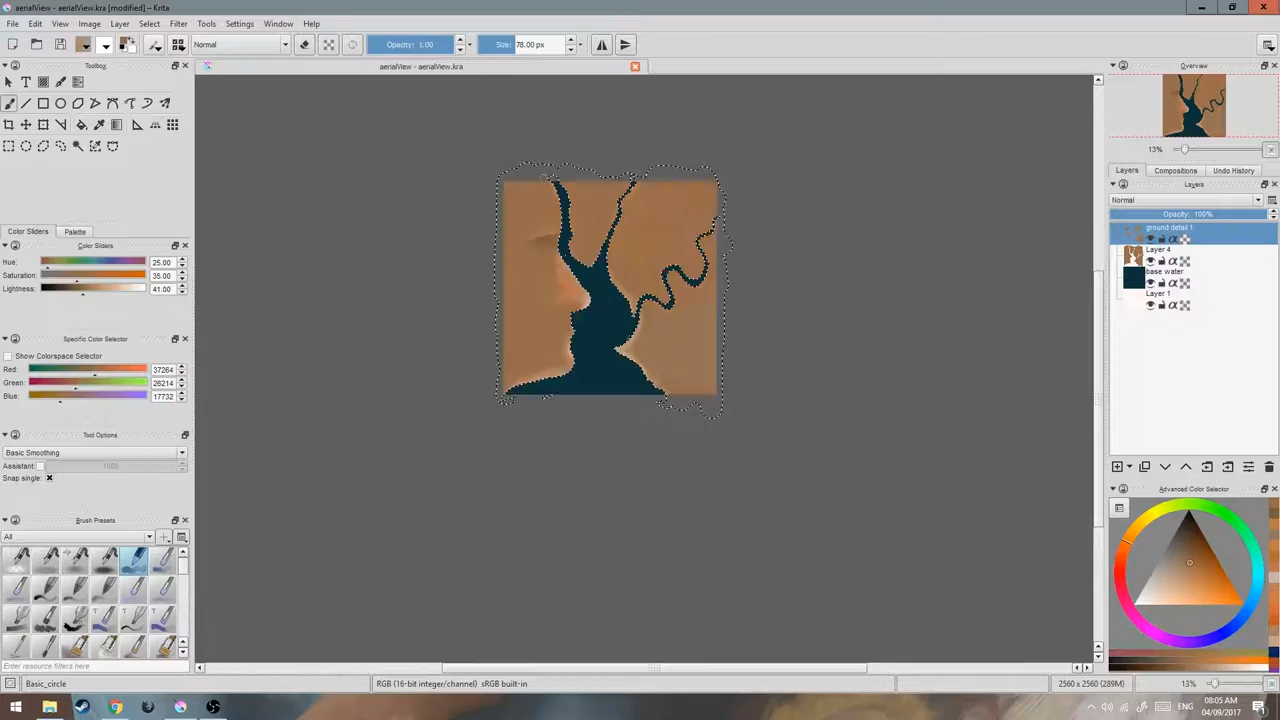 aerialView - aerialView.kra [modified] - Krita
File Edit View Image Layer Select Filter Tools Settings Window Help
Normal
Opacity: 1.00
Size: 78.00 px
Toolbox
aerialView - aerialView.kra
Overview
13%
Layers Compositions Undo History
Layers
Normal
Opacity: 100%
ground detail 1
Layer 4
base water
Layer 1
Color Sliders Palette
Color Sliders
Hue: 25.00
Saturation: 35.00
Lightness: 41.00
Specific Color Selector
Show Colorspace Selector
Red: 37264
Green: 26214
Blue: 17732
Tool Options
Basic Smoothing
Assistant: 1000
Snap single:
Brush Presets
All
Enter resource filters here
Advanced Color Selector
Basic_circle
RGB (16-bit integer/channel) sRGB built-in
2560 x 2560 (289M)
13%
ENG
08:05 AM
04/09/2017